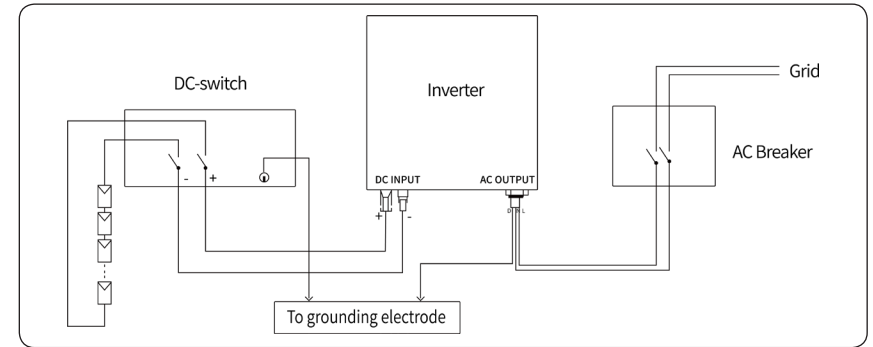 DC-switch
Inverter
Grid
AC Breaker
- +
DC INPUT
AC OUTPUT
+ -
N L
To grounding electrode